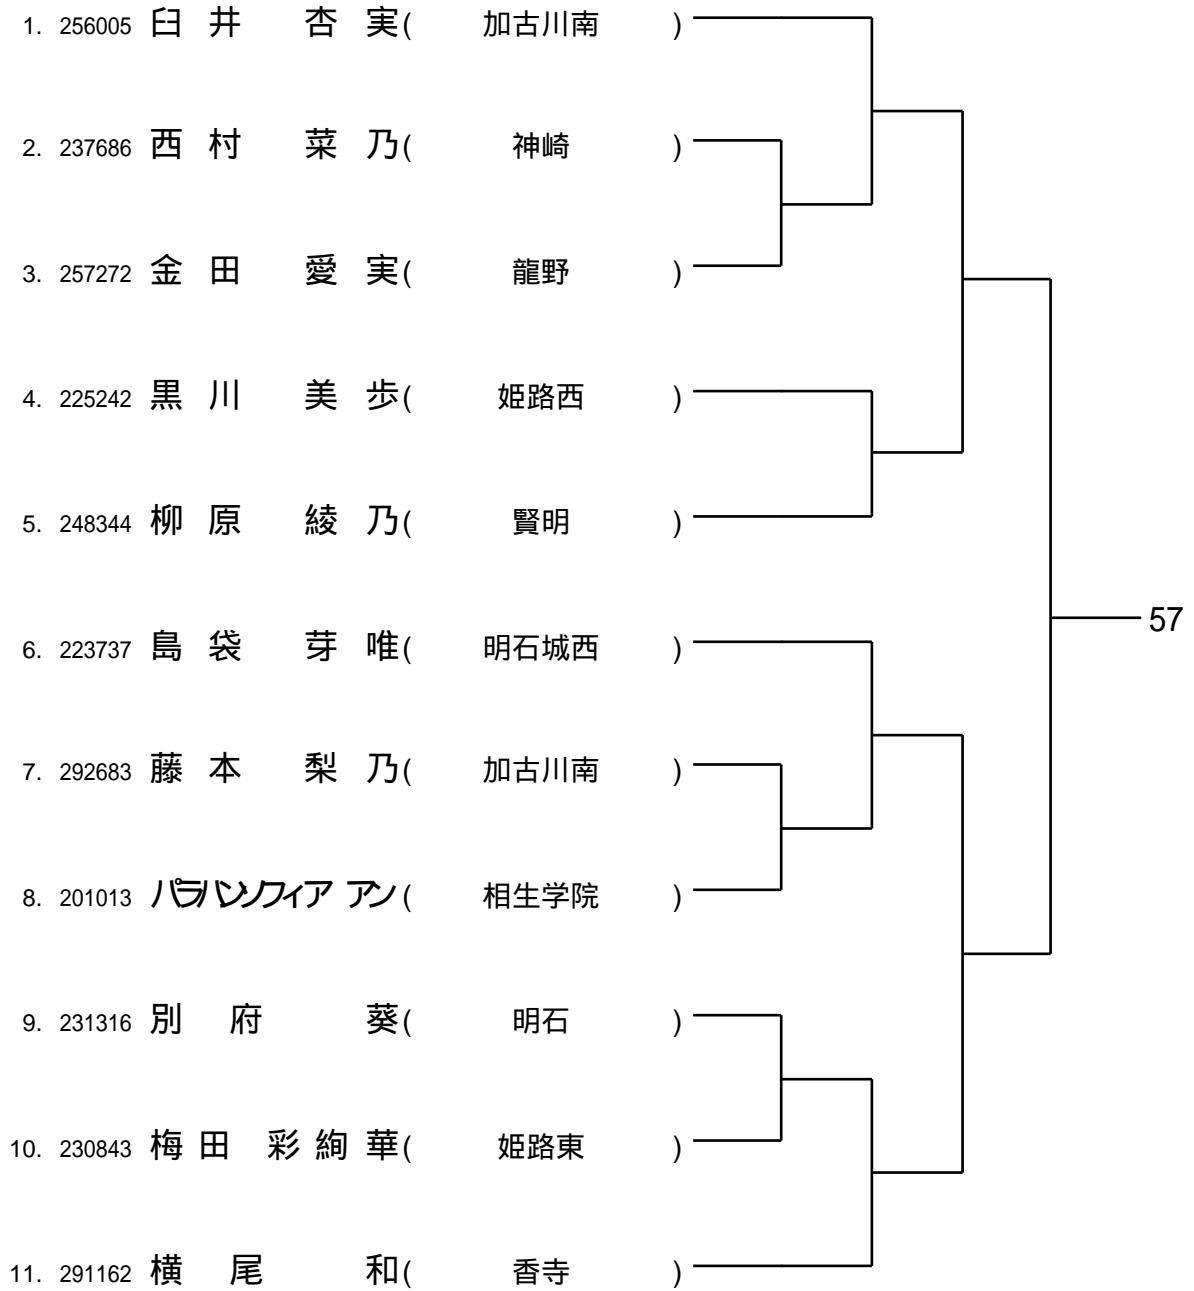 1. 256005 臼井 杏実( 加古川南 )
2. 237686 西村 菜乃( 神崎 )
3. 257272 金田 愛実( 龍野 )
4. 225242 黒川 美歩( 姫路西 )
5. 248344 柳原 綾乃( 賢明 )
57
6. 223737 島袋 芽唯( 明石城西 )
7. 292683 藤本 梨乃( 加古川南 )
8. 201013 パラパンソフィア アン( 相生学院 )
9. 231316 別府 葵( 明石 )
10. 230843 梅田 彩絢華( 姫路東 )
11. 291162 横尾 和( 香寺 )